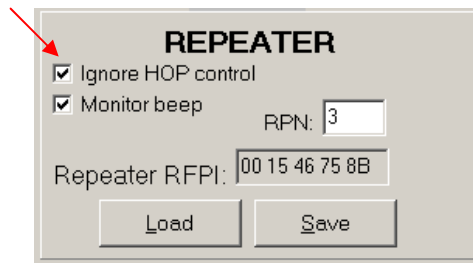 REPEATER
Ignore HOP control
Monitor beep
RPN: 3
Repeater RFPI: 00 15 46 75 8B
Load Save